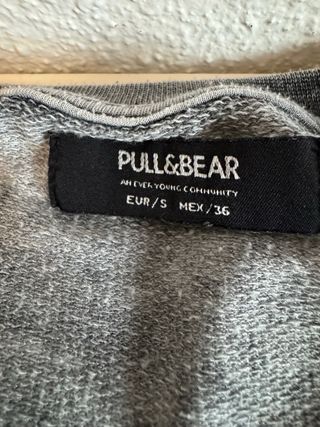 PULL&BEAR
AN EVER YOUNG COMMUNITY
EUR/S MEX/36